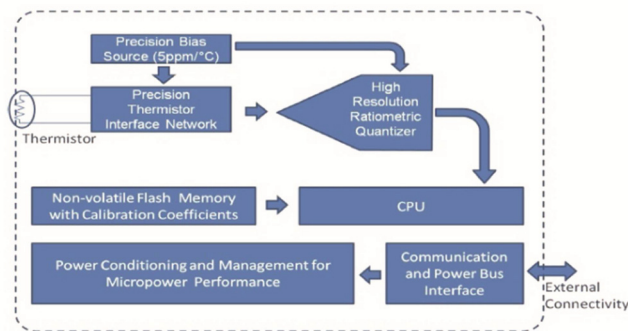 Precision Bias
Source (5ppm/°C)
Precision
Thermistor
Interface Network
High
Resolution
Ratiometric
Quantizer
Thermistor
Non-volatile Flash Memory
with Calibration Coefficients
CPU
Power Conditioning and Management for
Micropower Performance
Communication
and Power Bus
Interface
External
Connectivity